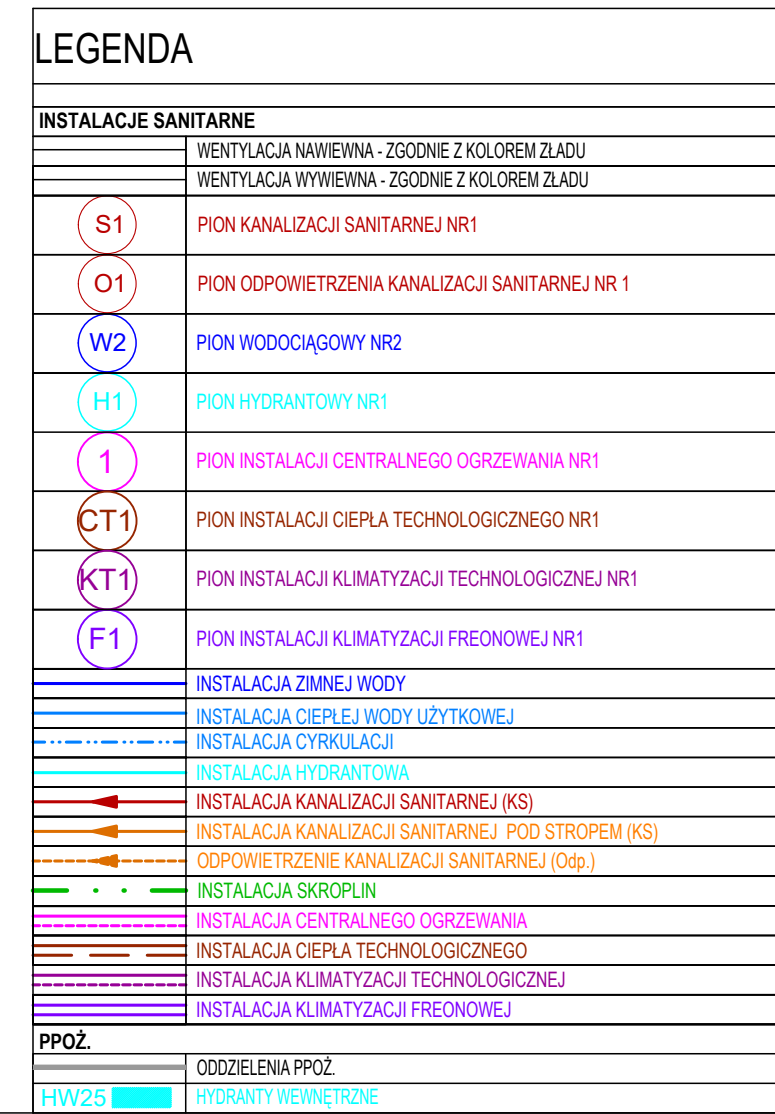 LEGENDA
INSTALACJE SANITARNE
WENTYLACJA NAWIEWNA - ZGODNIE Z KOLOREM ZŁADU
WENTYLACJA WYWIEWNA - ZGODNIE Z KOLOREM ZŁADU
S1 PION KANALIZACJI SANITARNEJ NR1
O1 PION ODPOWIETRZENIA KANALIZACJI SANITARNEJ NR 1
W2 PION WODOCIĄGOWY NR2
H1 PION HYDRANTOWY NR1
1 PION INSTALACJI CENTRALNEGO OGRZEWANIA NR1
CT1 PION INSTALACJI CIEPŁA TECHNOLOGICZNEGO NR1
KT1 PION INSTALACJI KLIMATYZACJI TECHNOLOGICZNEJ NR1
F1 PION INSTALACJI KLIMATYZACJI FREONOWEJ NR1
INSTALACJA ZIMNEJ WODY
INSTALACJA CIEPŁEJ WODY UŻYTKOWEJ
INSTALACJA CYRKULACJI
INSTALACJA HYDRANTOWA
INSTALACJA KANALIZACJI SANITARNEJ (KS)
INSTALACJA KANALIZACJI SANITARNEJ POD STROPEM (KS)
ODPOWIETRZENIE KANALIZACJI SANITARNEJ (Odp.)
INSTALACJA SKROPLIN
INSTALACJA CENTRALNEGO OGRZEWANIA
INSTALACJA CIEPŁA TECHNOLOGICZNEGO
INSTALACJA KLIMATYZACJI TECHNOLOGICZNEJ
INSTALACJA KLIMATYZACJI FREONOWEJ
PPOŻ.
ODDZIELENIA PPOŻ.
HW25 HYDRANTY WEWNĘTRZNE